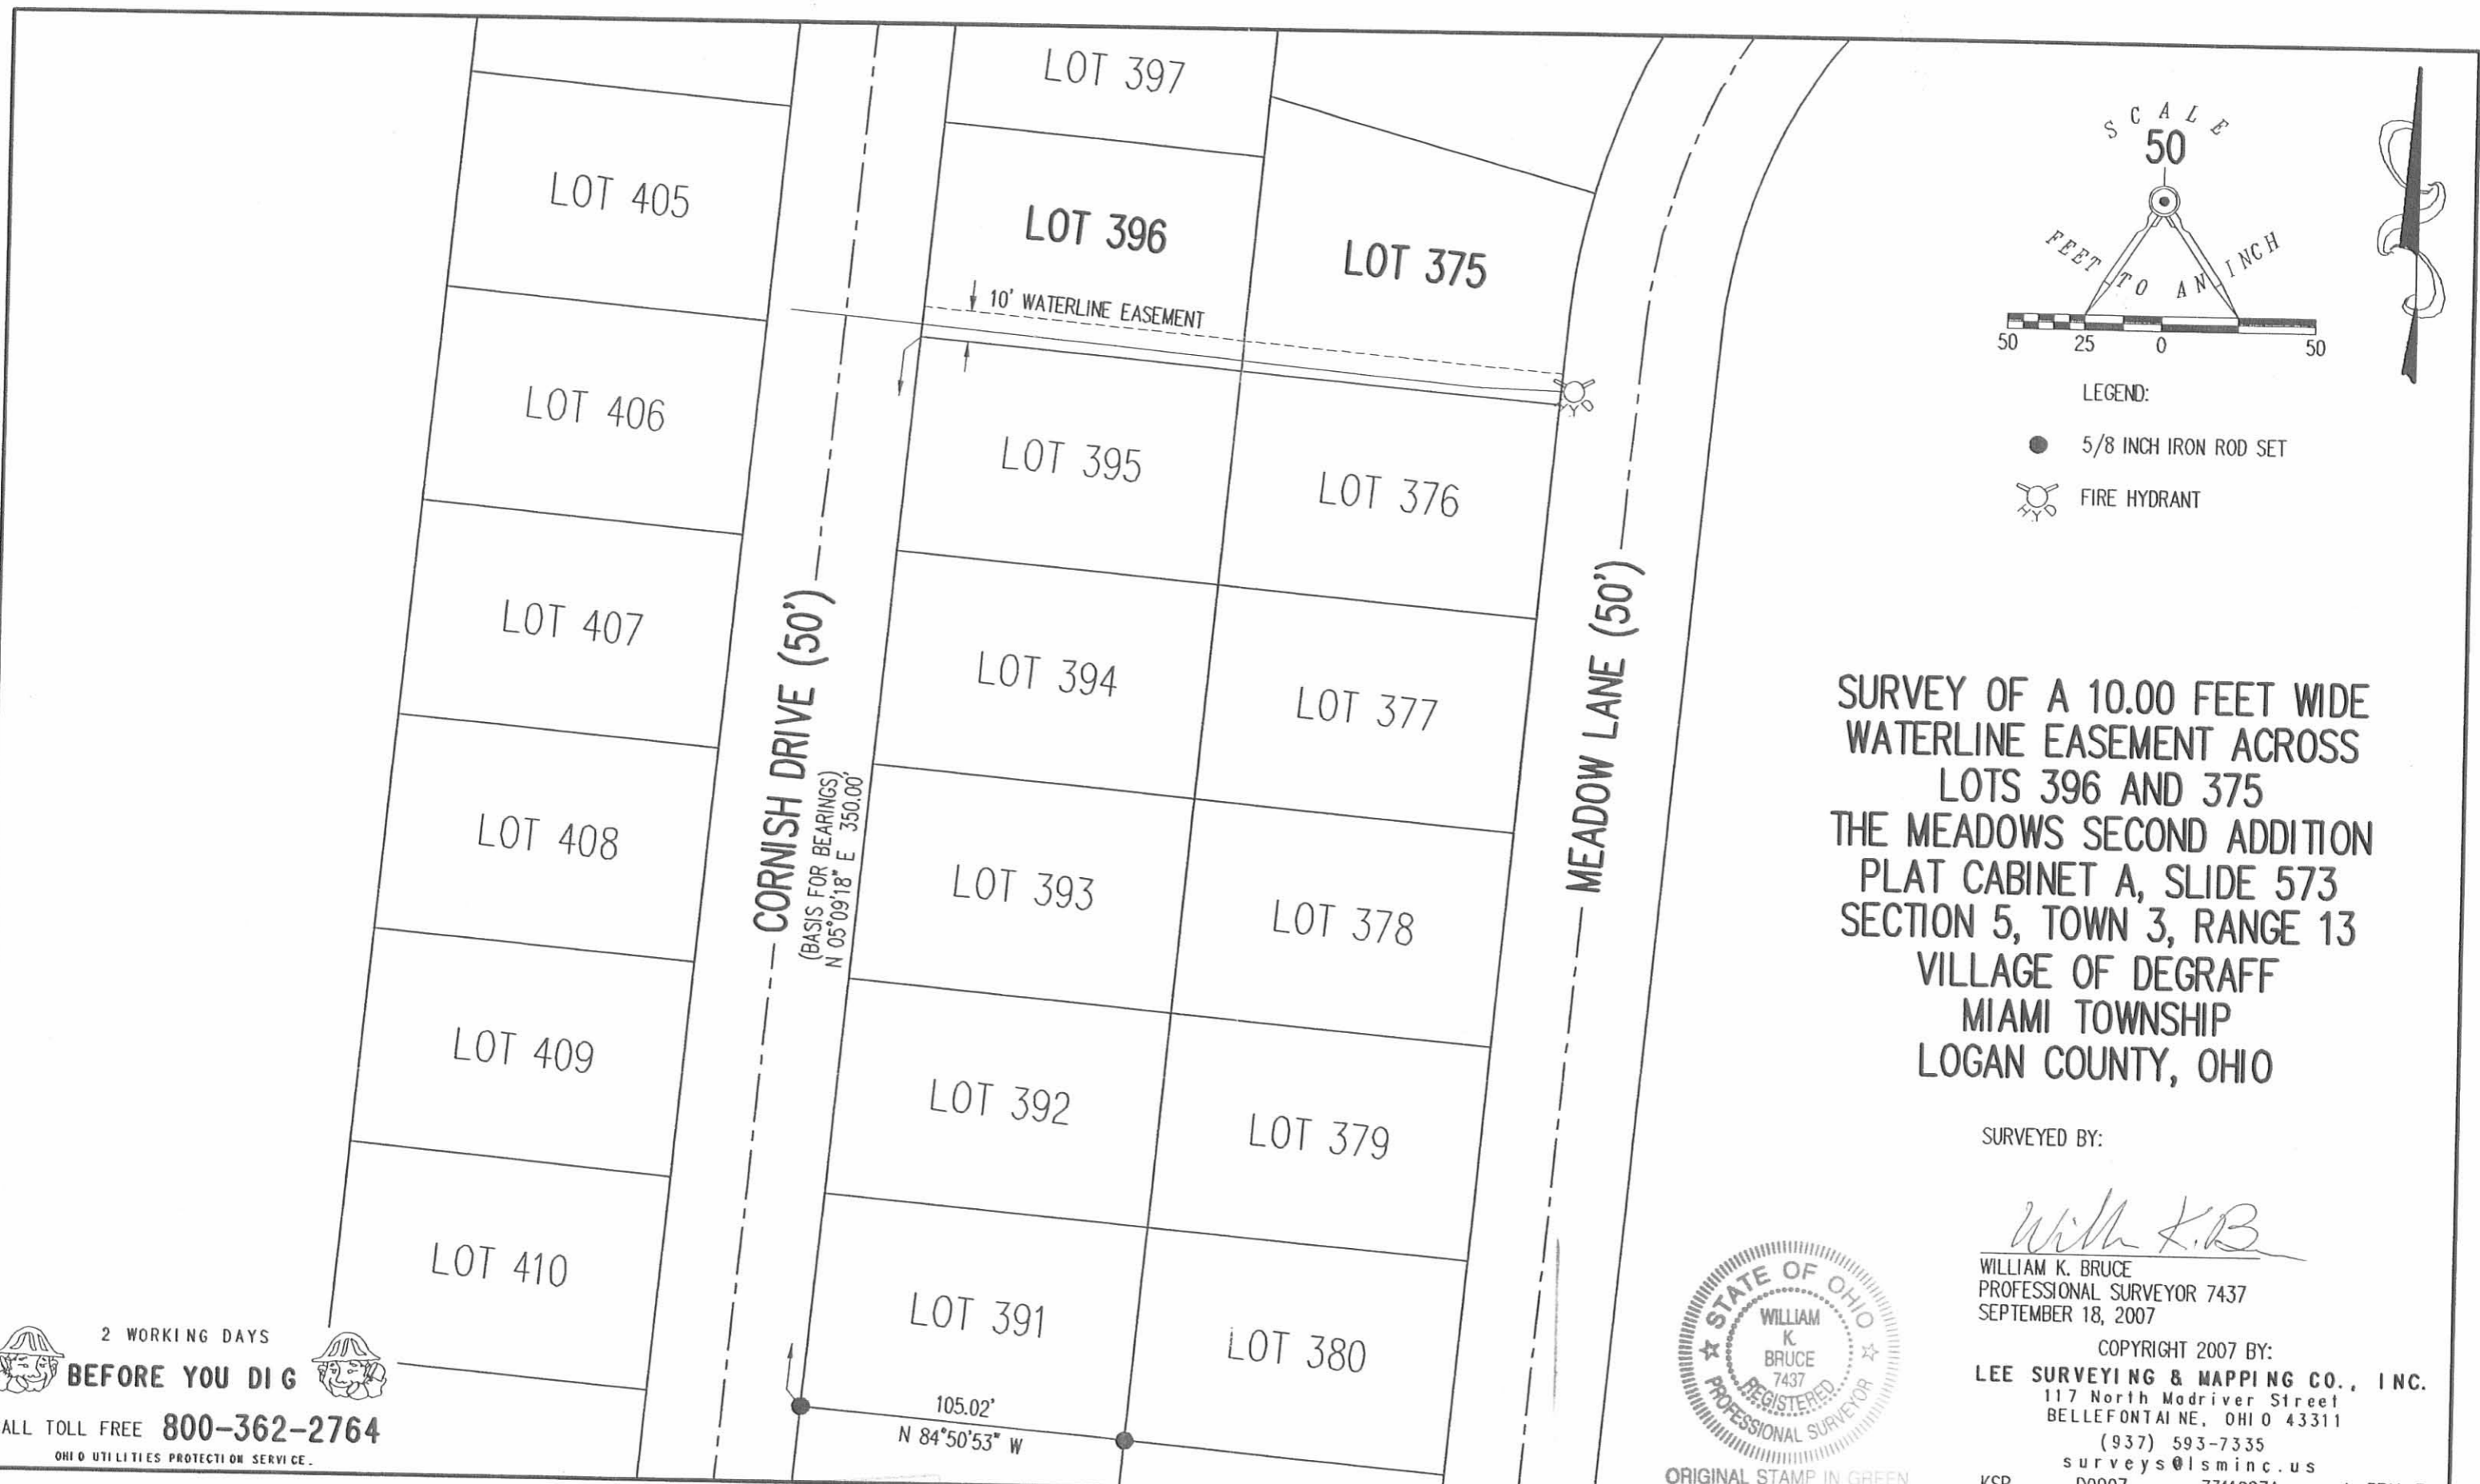 LOT 397
LOT 405
LOT 396
LOT 375
10' WATERLINE EASEMENT
LOT 406
LOT 395
LOT 376
LOT 407
LOT 394
LOT 377
LOT 408
LOT 393
LOT 378
LOT 409
LOT 392
LOT 379
LOT 410
LOT 391
LOT 380
CORNISH DRIVE (50')
(BASIS FOR BEARINGS)
N 05°09'18" E 350.00'
MEADOW LANE (50')
105.02'
N 84°50'53" W
HYD
2 WORKING DAYS
BEFORE YOU DIG
ALL TOLL FREE 800-362-2764
OHIO UTILITIES PROTECTION SERVICE.
SCALE
50
FEET TO AN INCH
50 25 0 50
LEGEND:
5/8 INCH IRON ROD SET
HYD
FIRE HYDRANT
SURVEY OF A 10.00 FEET WIDE
WATERLINE EASEMENT ACROSS
LOTS 396 AND 375
THE MEADOWS SECOND ADDITION
PLAT CABINET A, SLIDE 573
SECTION 5, TOWN 3, RANGE 13
VILLAGE OF DEGRAFF
MIAMI TOWNSHIP
LOGAN COUNTY, OHIO
SURVEYED BY:
WILLIAM K. BRUCE
PROFESSIONAL SURVEYOR 7437
SEPTEMBER 18, 2007
COPYRIGHT 2007 BY:
LEE SURVEYING & MAPPING CO., INC.
117 North Madriver Street
BELLEFONTAINE, OHIO 43311
(937) 593-7335
surveys@lsminc.us
STATE OF OHIO
WILLIAM
K.
BRUCE
7437
REGISTERED
PROFESSIONAL SURVEYOR
ORIGINAL STAMP IN GREEN